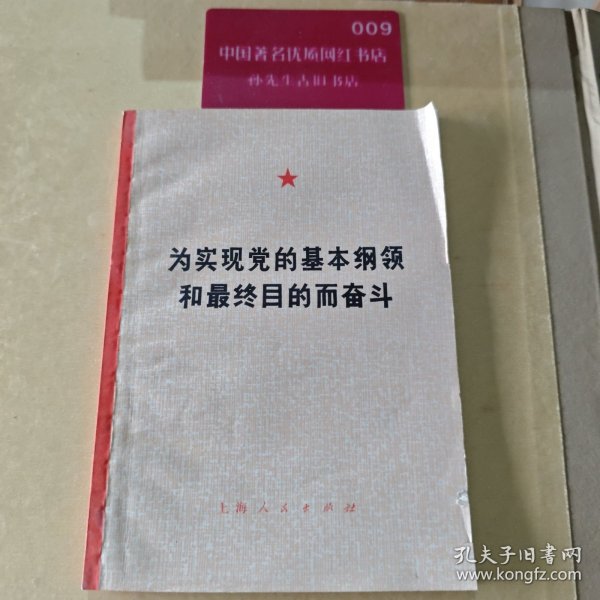 009
中国著名优质网红书店
孙先生古旧书店
为实现党的基本纲领
和最终目的而奋斗
上海人民出版社
孔夫子旧书网
www.kongfz.com